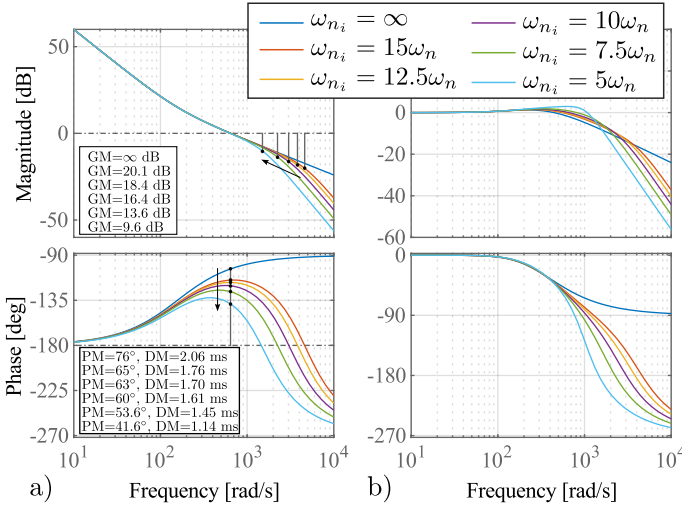 ω_{n_i} = ∞
ω_{n_i} = 15ω_n
ω_{n_i} = 12.5ω_n
ω_{n_i} = 10ω_n
ω_{n_i} = 7.5ω_n
ω_{n_i} = 5ω_n
Magnitude [dB]
50
0
-50
GM=∞ dB
GM=20.1 dB
GM=18.4 dB
GM=16.4 dB
GM=13.6 dB
GM=9.6 dB
0
-20
-40
-60
Phase [deg]
-90
-135
-180
-225
-270
PM=76°, DM=2.06 ms
PM=65°, DM=1.76 ms
PM=63°, DM=1.70 ms
PM=60°, DM=1.61 ms
PM=53.6°, DM=1.45 ms
PM=41.6°, DM=1.14 ms
0
-90
-180
-270
10^1 10^2 10^3 10^4
10^1 10^2 10^3 10^4
a) Frequency [rad/s]
b) Frequency [rad/s]